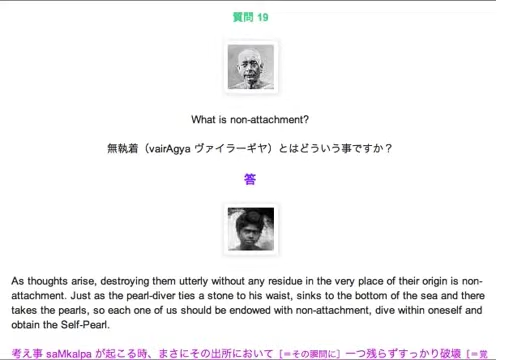 質問 19
What is non-attachment?
無執着（vairAgya ヴァイラーギヤ）とはどういう事ですか？
答
As thoughts arise, destroying them utterly without any residue in the very place of their origin is non-
attachment. Just as the pearl-diver ties a stone to his waist, sinks to the bottom of the sea and there
takes the pearls, so each one of us should be endowed with non-attachment, dive within oneself and
obtain the Self-Pearl.
考え事 saMkalpa が起こる時、まさにその出所において［＝その瞬間に］一つ残らずすっかり破壊［＝覚